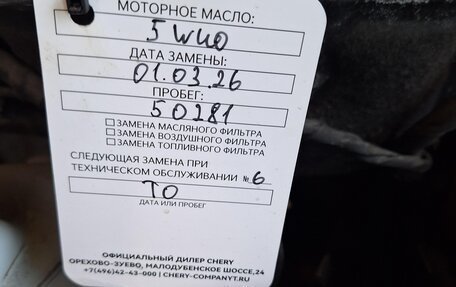 МОТОРНОЕ МАСЛО:
5W40
ДАТА ЗАМЕНЫ:
01.03.26
ПРОБЕГ:
50281
ЗАМЕНА МАСЛЯНОГО ФИЛЬТРА
ЗАМЕНА ВОЗДУШНОГО ФИЛЬТРА
ЗАМЕНА ТОПЛИВНОГО ФИЛЬТРА
СЛЕДУЮЩАЯ ЗАМЕНА ПРИ
ТЕХНИЧЕСКОМ ОБСЛУЖИВАНИИ № 6
ТО
ДАТА ИЛИ ПРОБЕГ
ОФИЦИАЛЬНЫЙ ДИЛЕР CHERY
ОРЕХОВО-ЗУЕВО, МАЛОДУБЕНСКОЕ ШОССЕ,24
+7(496)42-43-000 | CHERY-COMPANYT.RU